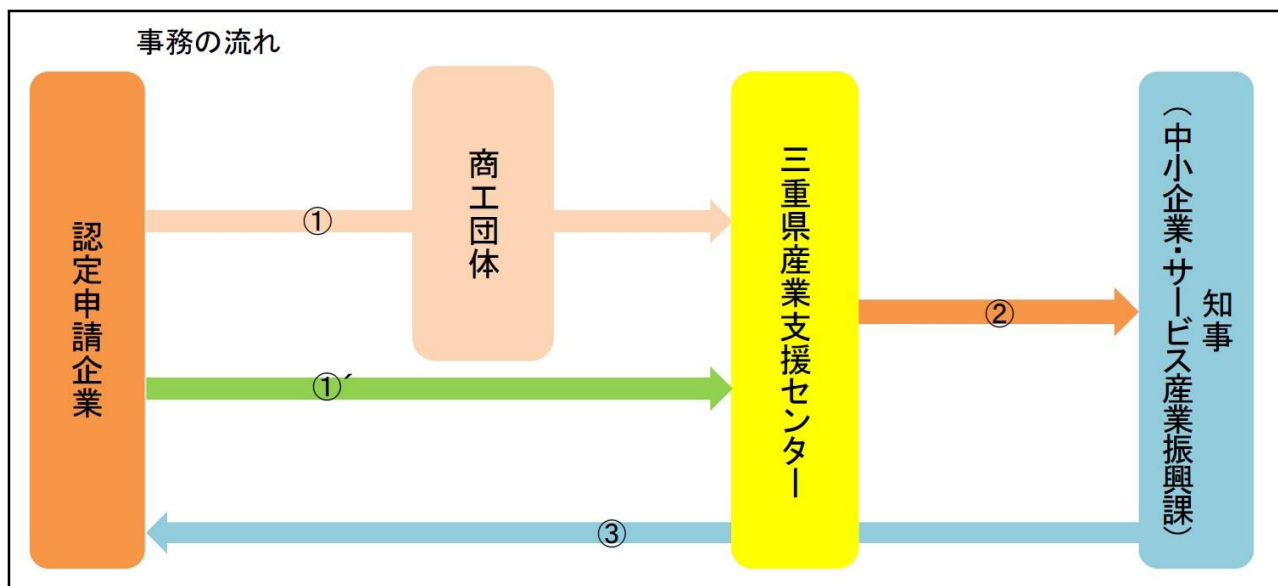 事務の流れ
認定申請企業
①
商工団体
①´
三重県産業支援センター
②
知事
（中小企業・サービス産業振興課）
③